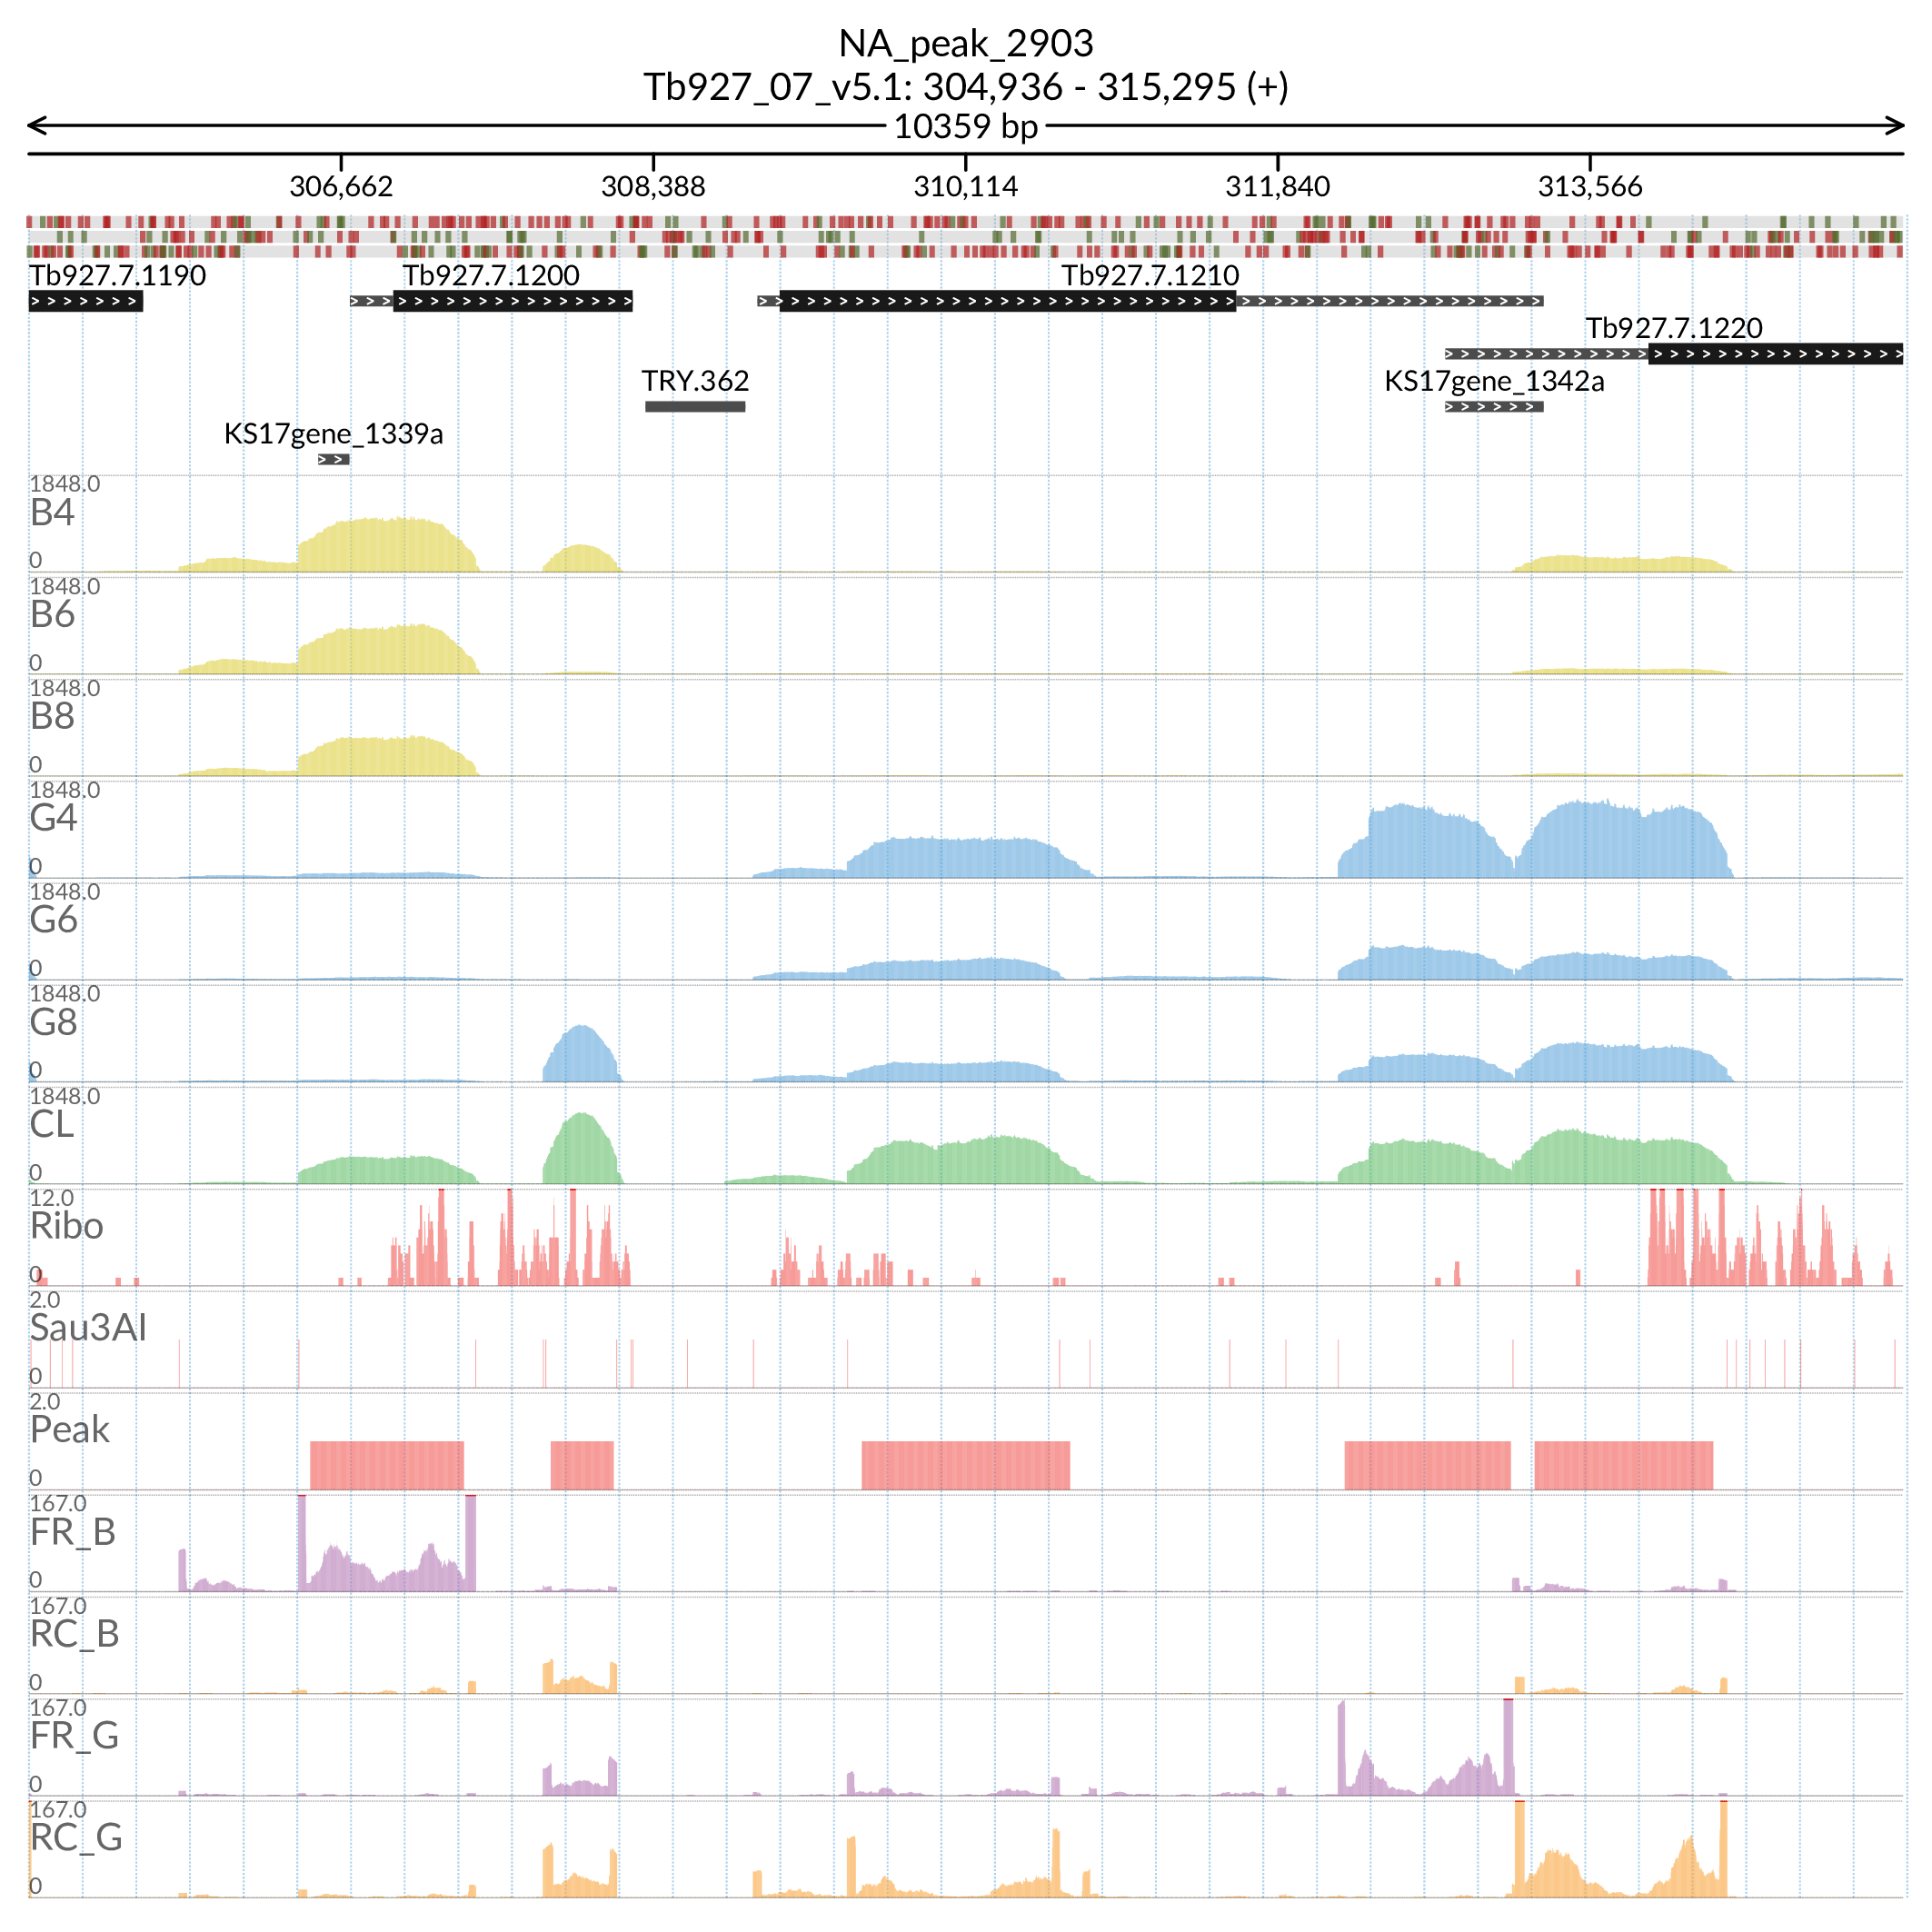 NA_peak_2903
Tb927_07_v5.1: 304,936 - 315,295 (+)
10359 bp
306,662 308,388 310,114 311,840 313,566
Tb927.7.1190 Tb927.7.1200 Tb927.7.1210
Tb927.7.1220
TRY.362 KS17gene_1342a
KS17gene_1339a
1848.0
B4
0
1848.0
B6
0
1848.0
B8
0
1848.0
G4
0
1848.0
G6
0
1848.0
G8
0
1848.0
CL
0
12.0
Ribo
0
2.0
Sau3AI
0
2.0
Peak
0
167.0
FR_B
0
167.0
RC_B
0
167.0
FR_G
0
167.0
RC_G
0